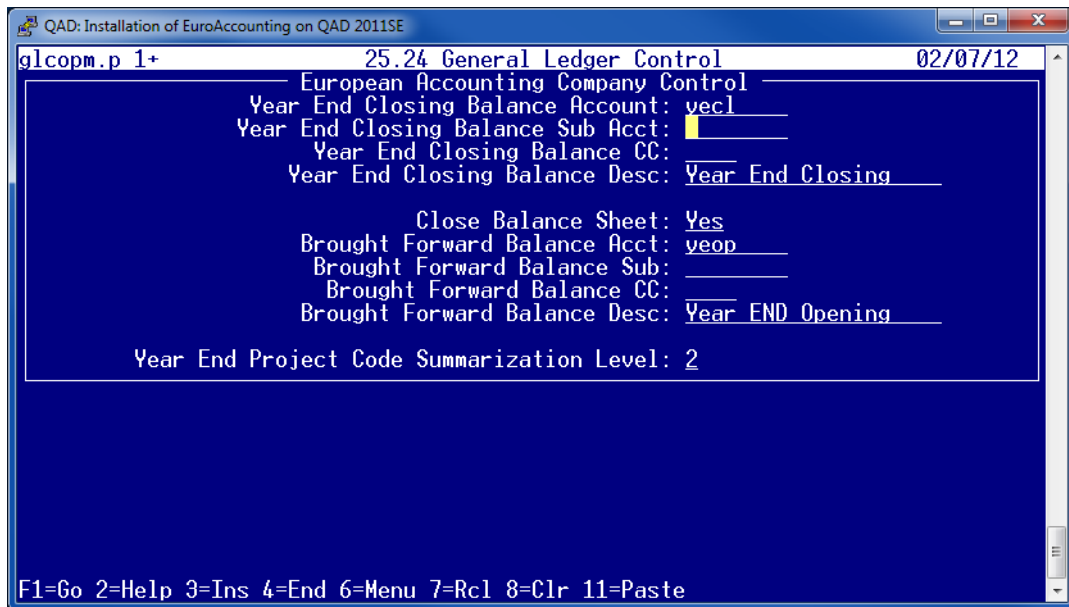 QAD: Installation of EuroAccounting on QAD 2011SE
glcopm.p 1+ 25.24 General Ledger Control 02/07/12
European Accounting Company Control
Year End Closing Balance Account: yecl
Year End Closing Balance Sub Acct:
Year End Closing Balance CC:
Year End Closing Balance Desc: Year End Closing
Close Balance Sheet: Yes
Brought Forward Balance Acct: yeop
Brought Forward Balance Sub:
Brought Forward Balance CC:
Brought Forward Balance Desc: Year END Opening
Year End Project Code Summarization Level: 2
F1=Go 2=Help 3=Ins 4=End 6=Menu 7=Rcl 8=Clr 11=Paste